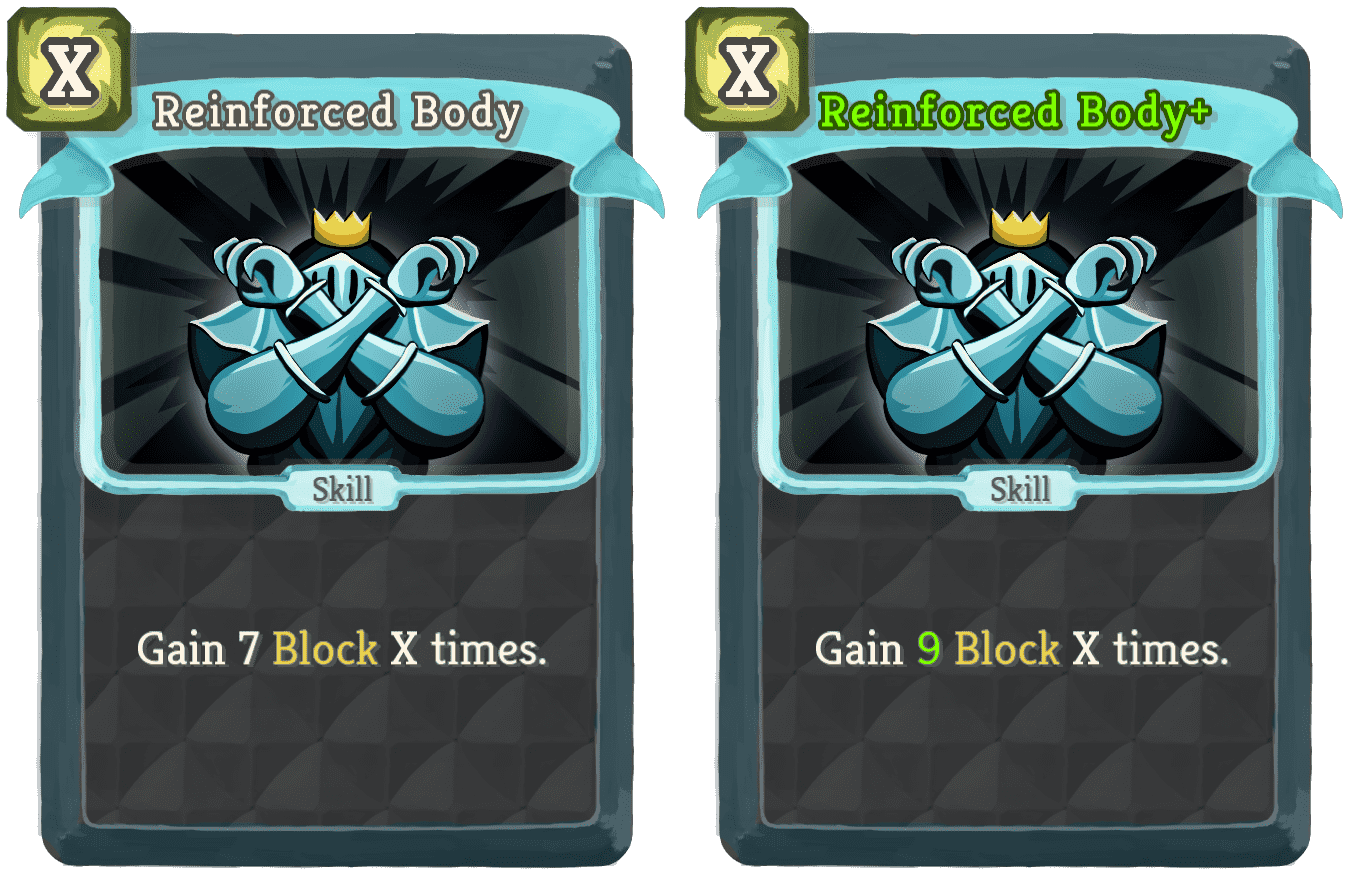 X
Reinforced Body
Skill
Gain 7 Block X times.
X
Reinforced Body+
Skill
Gain 9 Block X times.